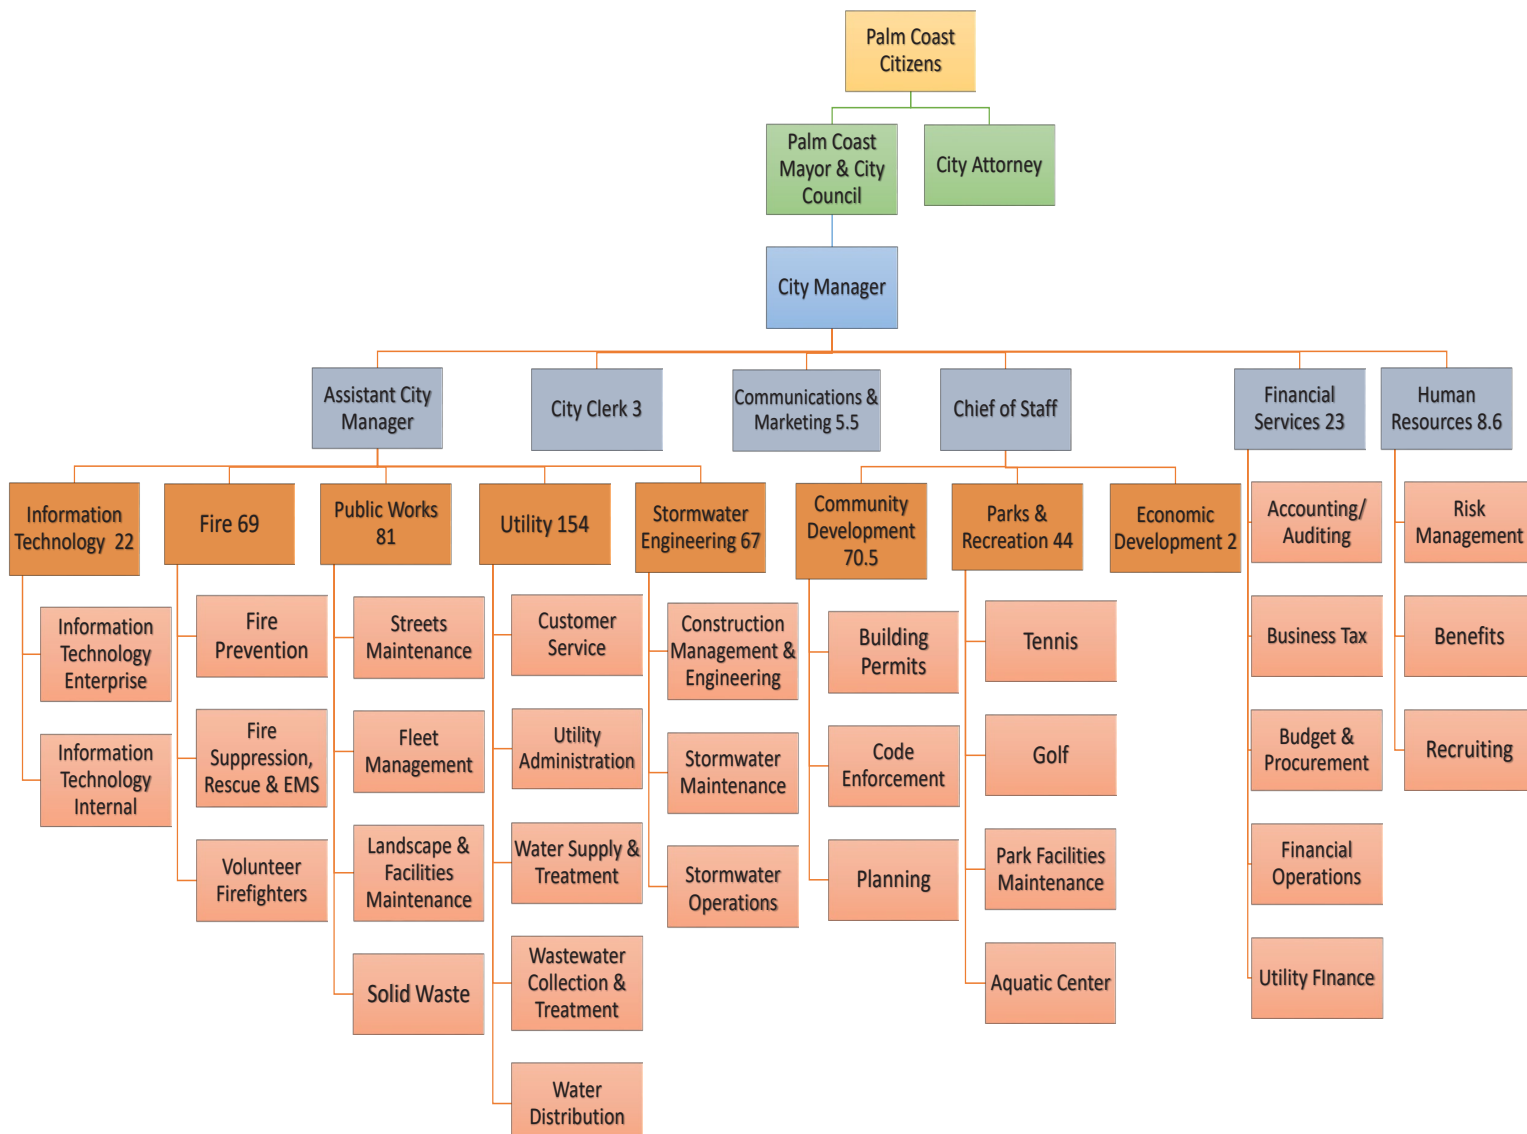 Palm Coast
Citizens
Palm Coast
Mayor & City
Council
City Attorney
City Manager
Assistant City
Manager
City Clerk 3
Communications &
Marketing 5.5
Chief of Staff
Financial
Services 23
Human
Resources 8.6
Information
Technology 22
Fire 69
Public Works
81
Utility 154
Stormwater
Engineering 67
Community
Development
70.5
Parks &
Recreation 44
Economic
Development 2
Information
Technology
Enterprise
Information
Technology
Internal
Fire
Prevention
Fire
Suppression,
Rescue & EMS
Volunteer
Firefighters
Streets
Maintenance
Fleet
Management
Landscape &
Facilities
Maintenance
Solid Waste
Customer
Service
Utility
Administration
Water Supply &
Treatment
Wastewater
Collection &
Treatment
Water
Distribution
Construction
Management &
Engineering
Stormwater
Maintenance
Stormwater
Operations
Building
Permits
Code
Enforcement
Planning
Tennis
Golf
Park Facilities
Maintenance
Aquatic Center
Accounting/
Auditing
Business Tax
Budget &
Procurement
Financial
Operations
Utility FInance
Risk
Management
Benefits
Recruiting